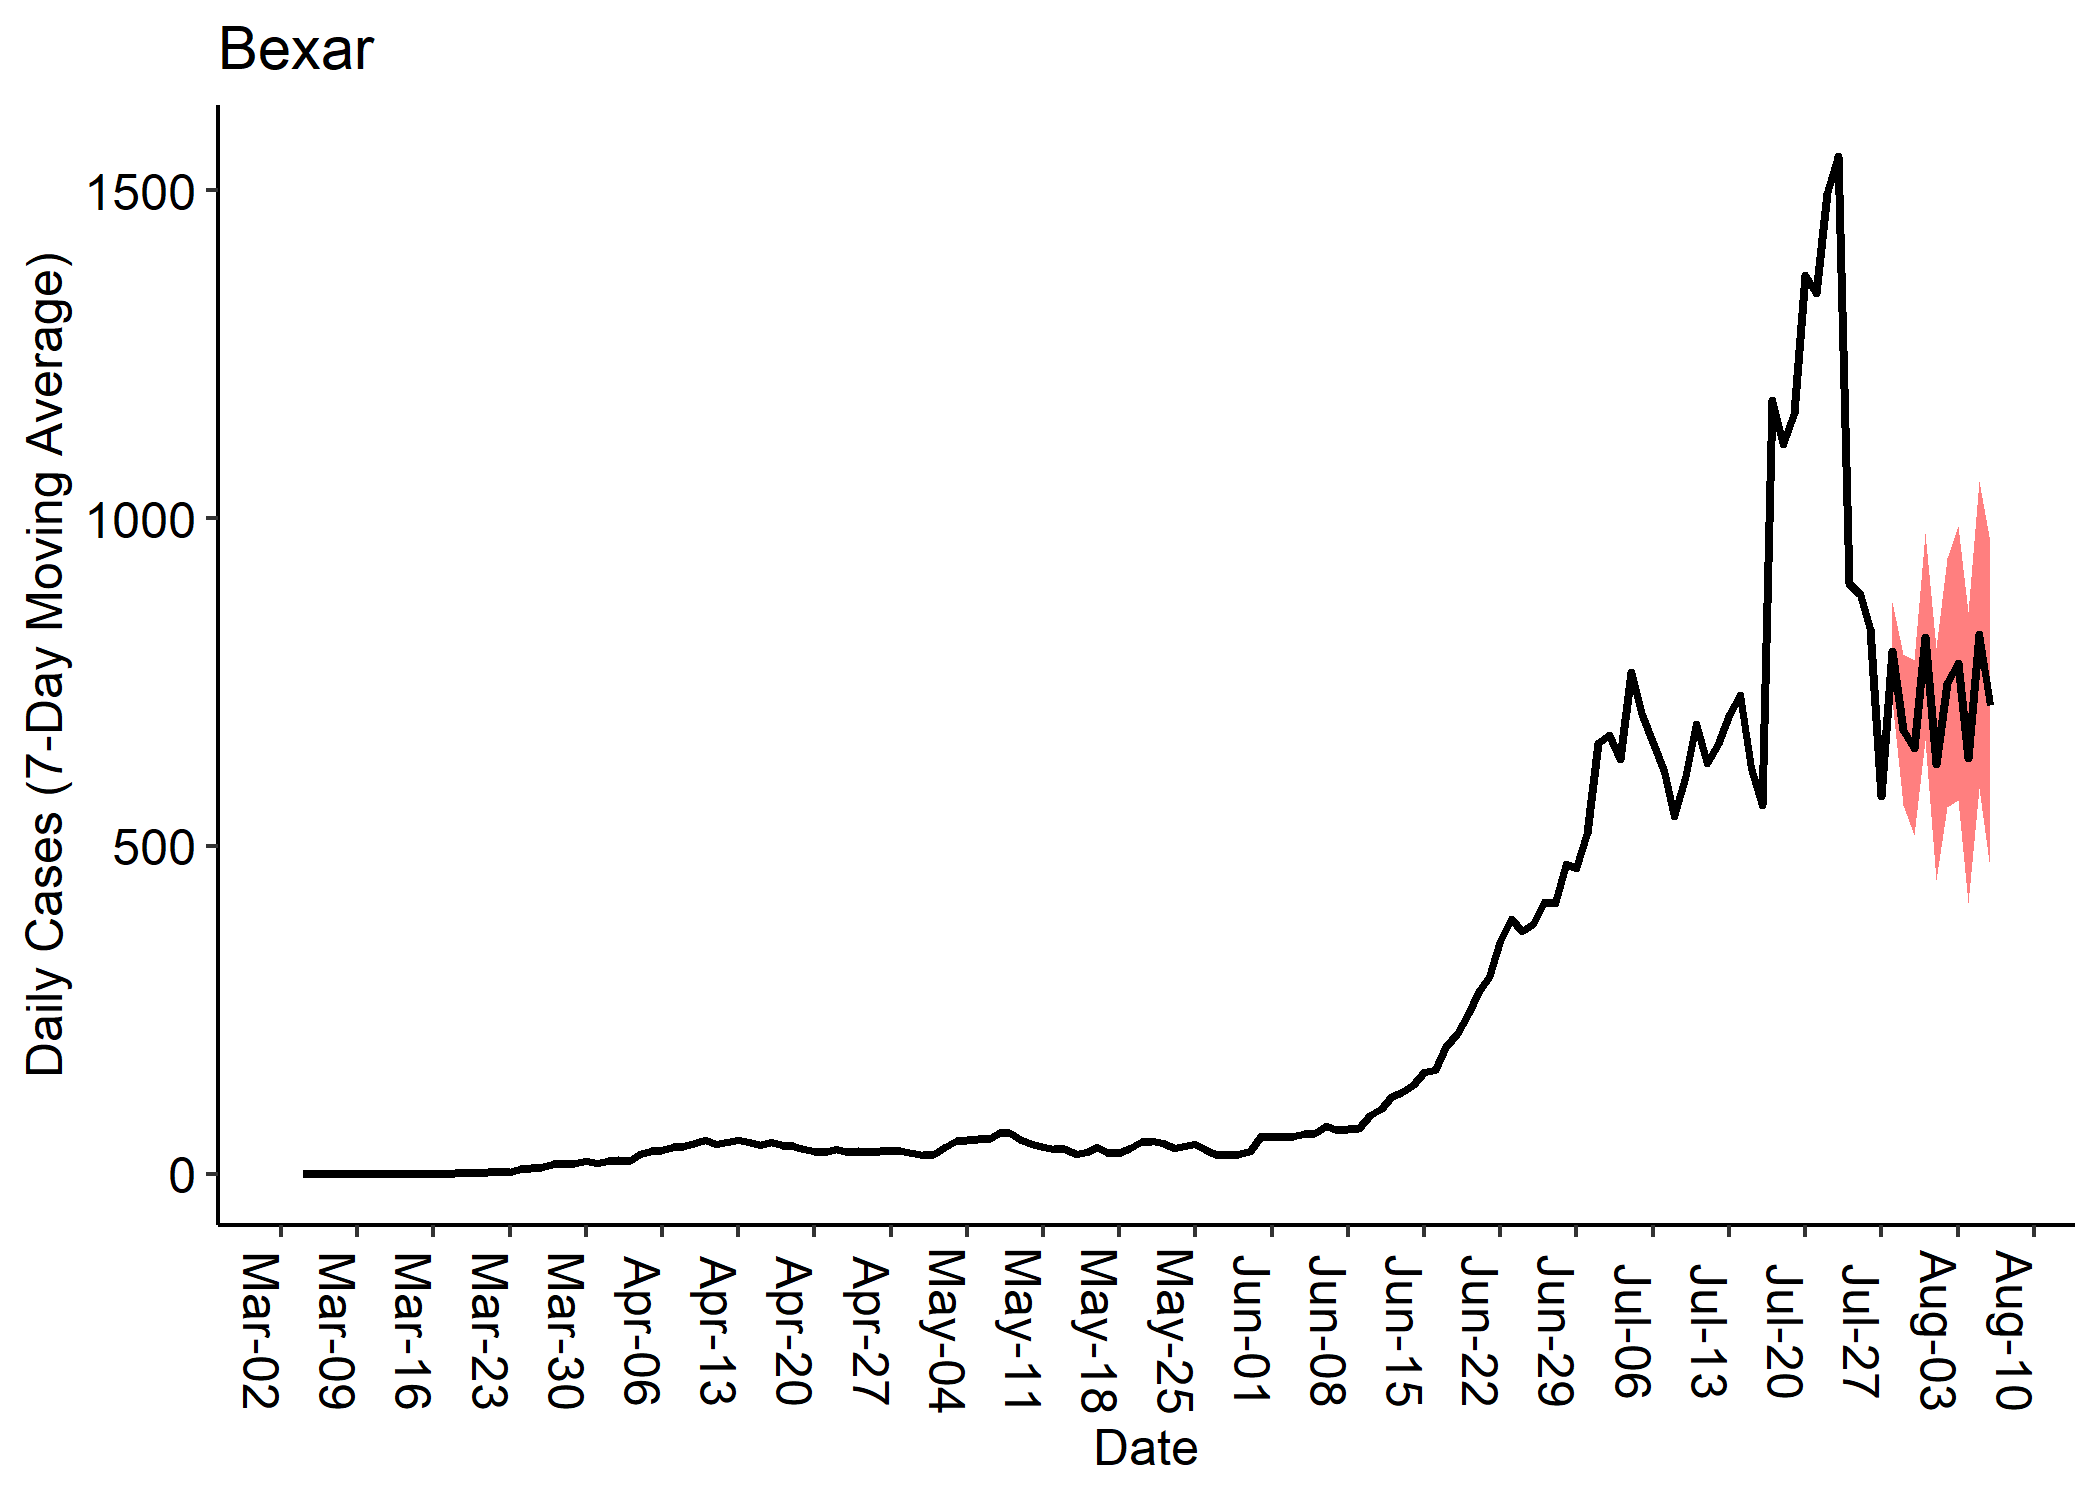 Bexar
Daily Cases (7-Day Moving Average)
1500
1000
500
0
Mar-02
Mar-09
Mar-16
Mar-23
Mar-30
Apr-06
Apr-13
Apr-20
Apr-27
May-04
May-11
May-18
May-25
Jun-01
Jun-08
Jun-15
Jun-22
Jun-29
Jul-06
Jul-13
Jul-20
Jul-27
Aug-03
Aug-10
Date